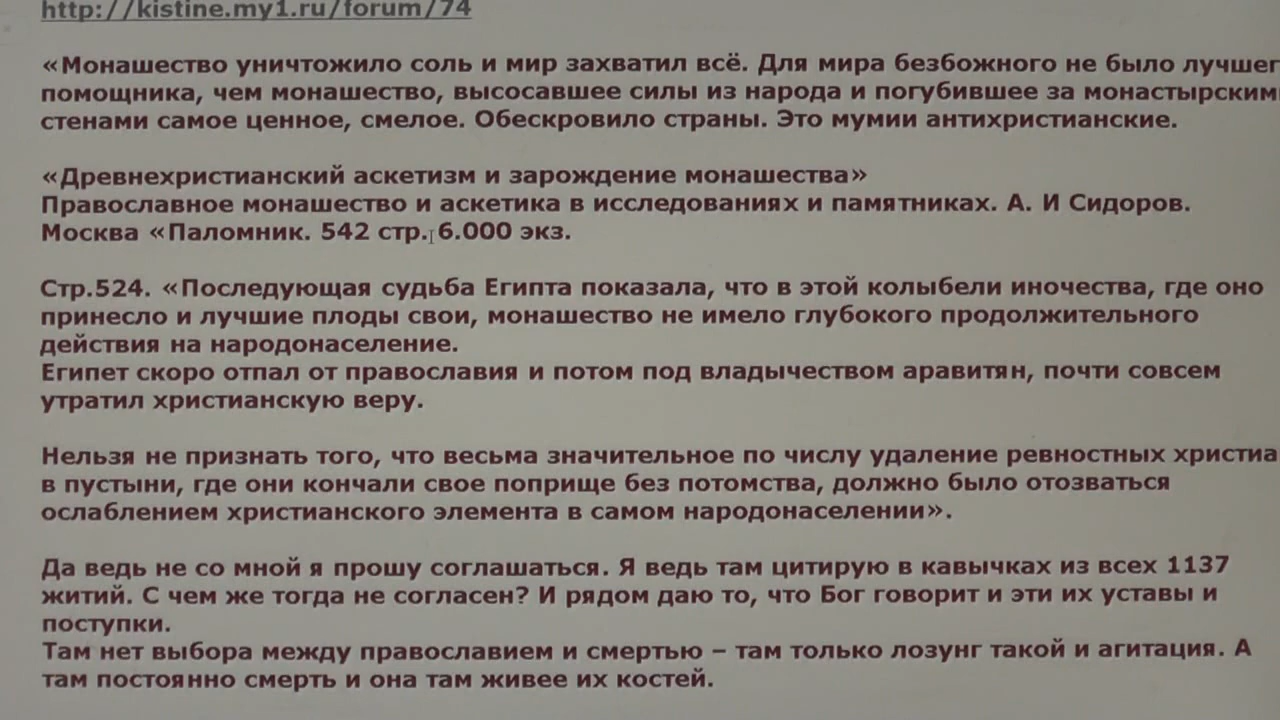 http://kistine.my1.ru/forum/74
«Монашество уничтожило соль и мир захватил всё. Для мира безбожного не было лучшег
помощника, чем монашество, высосавшее силы из народа и погубившее за монастырским
стенами самое ценное, смелое. Обескровило страны. Это мумии антихристианские.
«Древнехристианский аскетизм и зарождение монашества»
Православное монашество и аскетика в исследованиях и памятниках. А. И Сидоров.
Москва «Паломник. 542 стр. 6.000 экз.
Стр.524. «Последующая судьба Египта показала, что в этой колыбели иночества, где оно
принесло и лучшие плоды свои, монашество не имело глубокого продолжительного
действия на народонаселение.
Египет скоро отпал от православия и потом под владычеством аравитян, почти совсем
утратил христианскую веру.
Нельзя не признать того, что весьма значительное по числу удаление ревностных христиа
в пустыни, где они кончали свое поприще без потомства, должно было отозваться
ослаблением христианского элемента в самом народонаселении».
Да ведь не со мной я прошу соглашаться. Я ведь там цитирую в кавычках из всех 1137
житий. С чем же тогда не согласен? И рядом даю то, что Бог говорит и эти их уставы и
поступки.
Там нет выбора между православием и смертью – там только лозунг такой и агитация. А
там постоянно смерть и она там живее их костей.